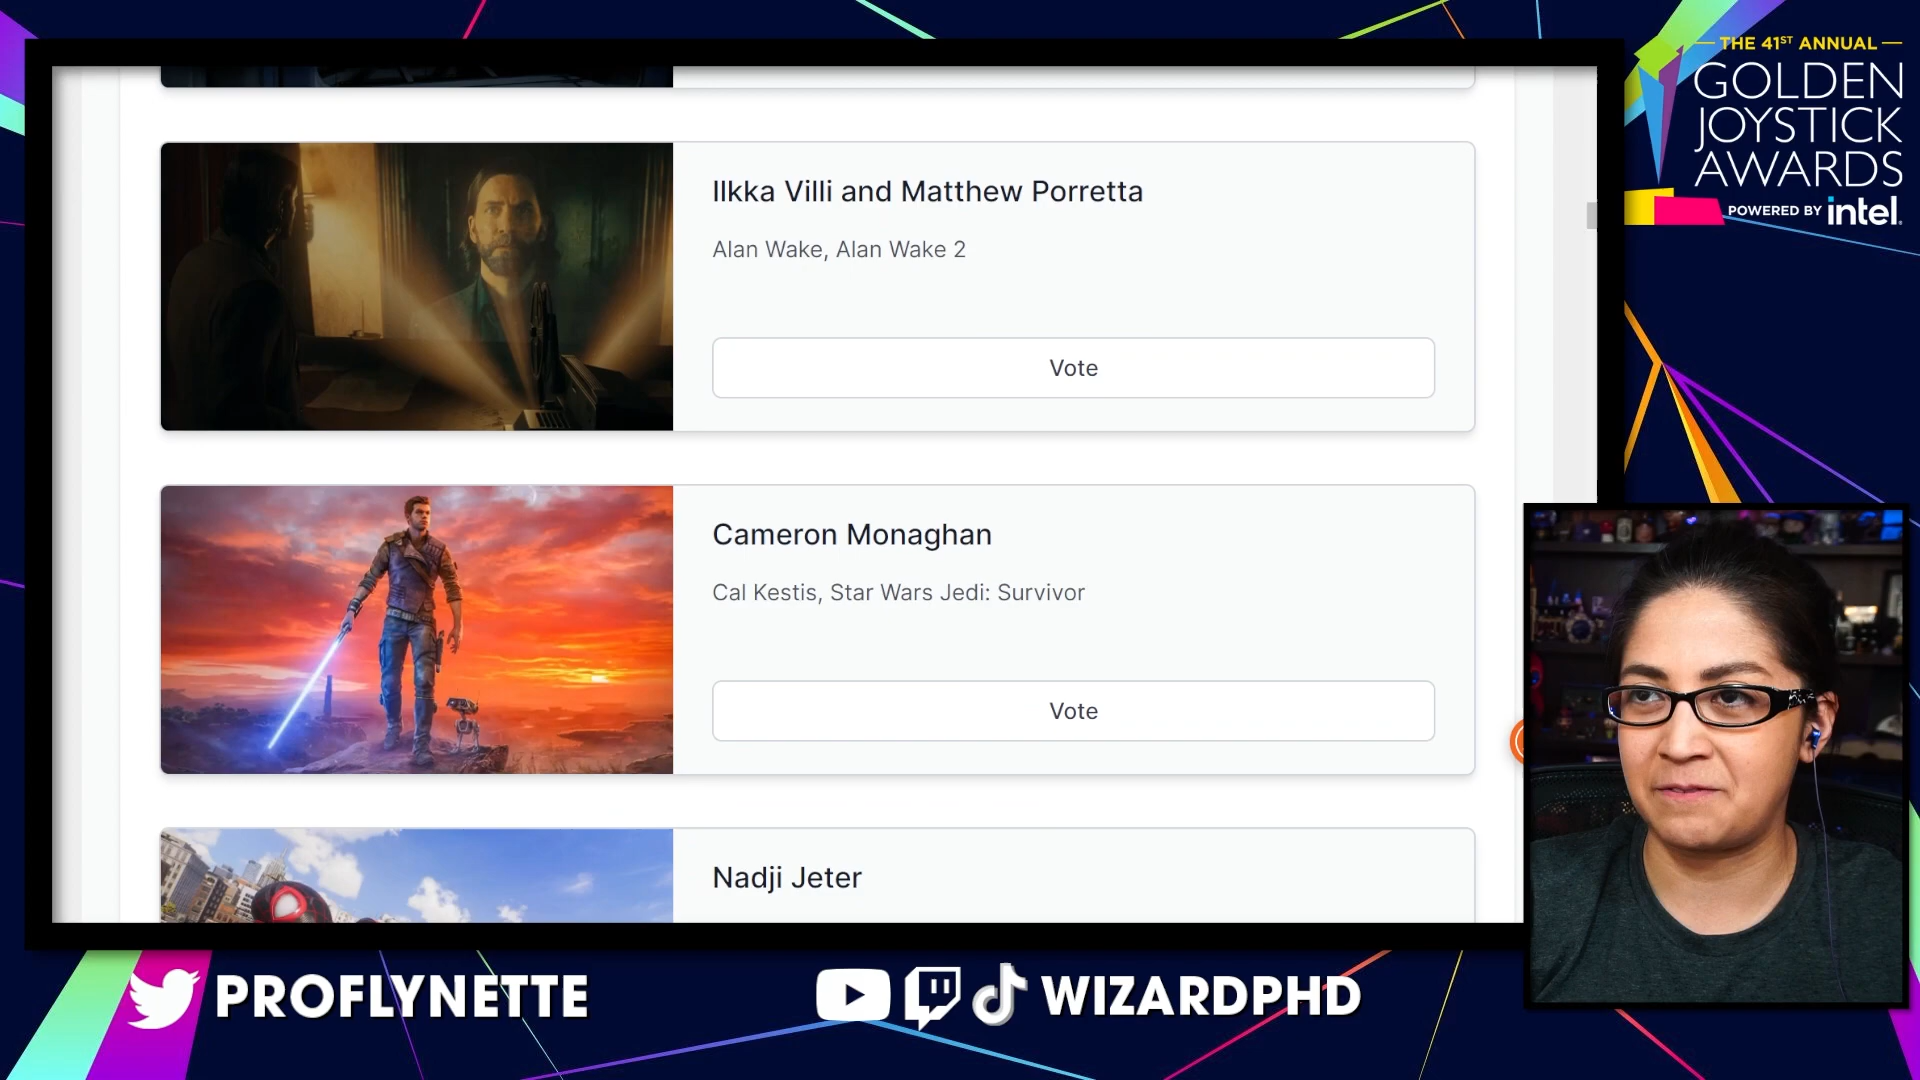 THE 41ST ANNUAL
GOLDEN
JOYSTICK
AWARDS
POWERED BY intel.
Ilkka Villi and Matthew Porretta
Alan Wake, Alan Wake 2
Vote
Cameron Monaghan
Cal Kestis, Star Wars Jedi: Survivor
Vote
Nadji Jeter
PROFLYNETTE
WIZARDPHD